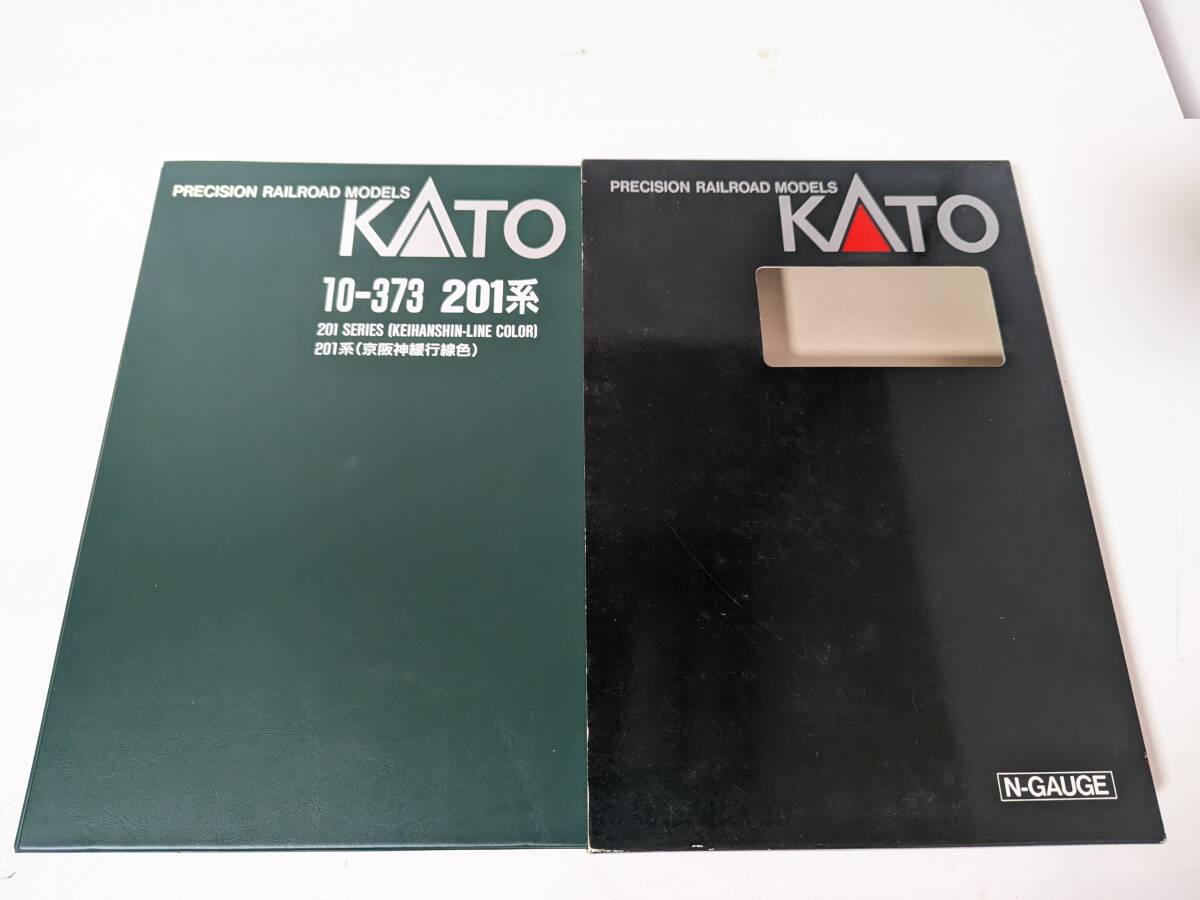 PRECISION RAILROAD MODELS
KATO
10-373 201系
201 SERIES (KEIHANSHIN-LINE COLOR)
201系(京阪神緩行線色)
PRECISION RAILROAD MODELS
KATO
N-GAUGE